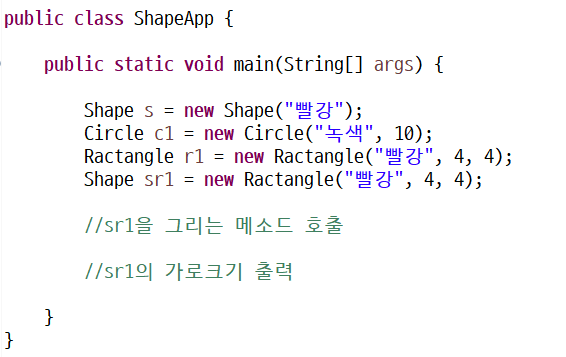 public class ShapeApp {
public static void main(String[] args) {
Shape s = new Shape("빨강");
Circle c1 = new Circle("녹색", 10);
Ractangle r1 = new Ractangle("빨강", 4, 4);
Shape sr1 = new Ractangle("빨강", 4, 4);
//sr1을 그리는 메소드 호출
//sr1의 가로크기 출력
}
}